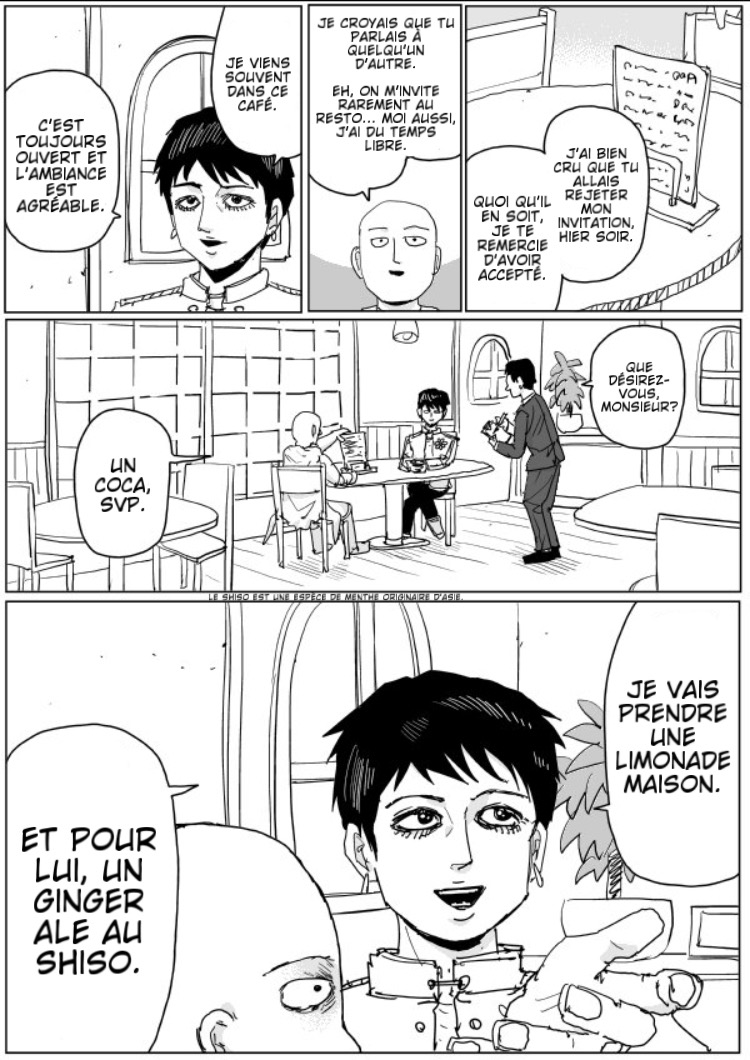 J'AI BIEN
CRU QUE TU
ALLAIS
REJETER
MON
INVITATION,
HIER SOIR.
QUOI QU'IL
EN SOIT,
JE TE
REMERCIE
D'AVOIR
ACCEPTÉ.
JE CROYAIS QUE TU
PARLAIS À
QUELQU'UN
D'AUTRE.
EH, ON M'INVITE
RAREMENT AU
RESTO... MOI AUSSI,
J'AI DU TEMPS
LIBRE.
JE VIENS
SOUVENT
DANS CE
CAFÉ.
C'EST
TOUJOURS
OUVERT ET
L'AMBIANCE
EST
AGRÉABLE.
QUE
DÉSIREZ-
VOUS,
MONSIEUR?
UN
COCA,
SVP.
LE SHISO EST UNE ESPÈCE DE MENTHE ORIGINAIRE D'ASIE.
JE VAIS
PRENDRE
UNE
LIMONADE
MAISON.
ET POUR
LUI, UN
GINGER
ALE AU
SHISO.